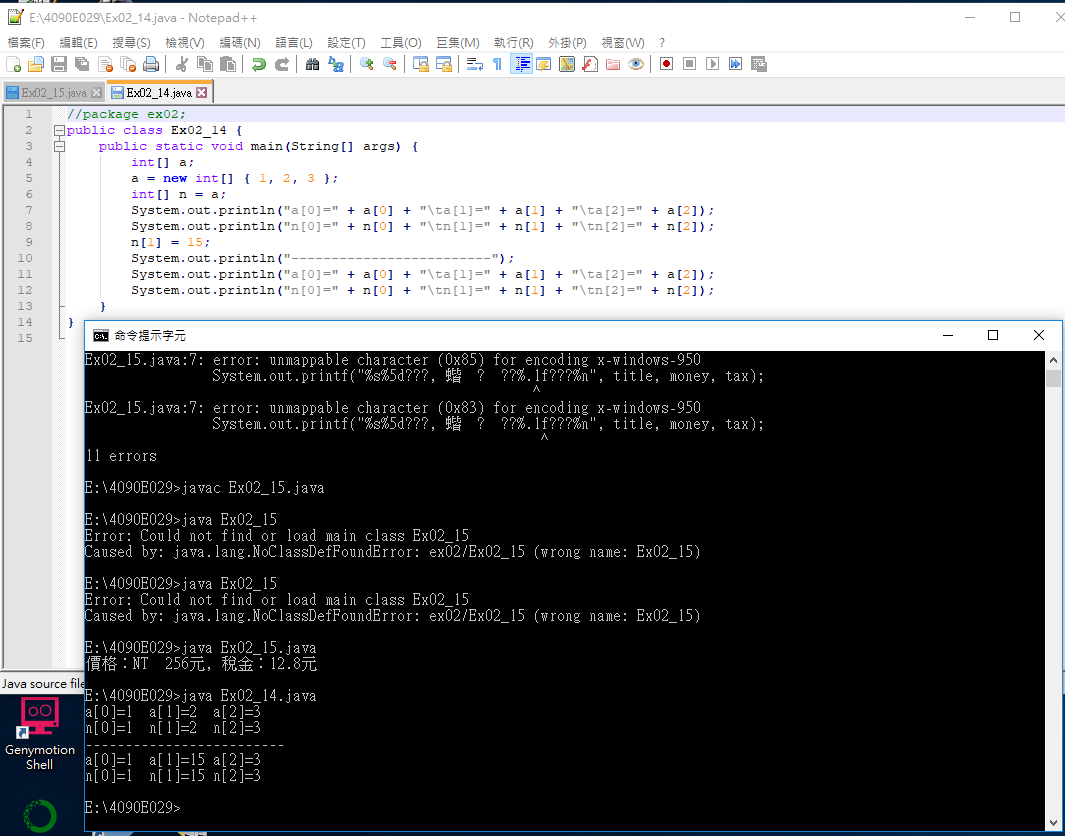 E:\4090E029\Ex02_14.java - Notepad++
檔案(F) 編輯(E) 搜尋(S) 檢視(V) 編碼(N) 語言(L) 設定(T) 工具(O) 巨集(M) 執行(R) 外掛(P) 視窗(W) ?
Ex02_15.java Ex02_14.java
1 //package ex02;
2 public class Ex02_14 {
3 public static void main(String[] args) {
4 int[] a;
5 a = new int[] { 1, 2, 3 };
6 int[] n = a;
7 System.out.println("a[0]=" + a[0] + "\ta[1]=" + a[1] + "\ta[2]=" + a[2]);
8 System.out.println("n[0]=" + n[0] + "\tn[1]=" + n[1] + "\tn[2]=" + n[2]);
9 n[1] = 15;
10 System.out.println("-------------------------");
11 System.out.println("a[0]=" + a[0] + "\ta[1]=" + a[1] + "\ta[2]=" + a[2]);
12 System.out.println("n[0]=" + n[0] + "\tn[1]=" + n[1] + "\tn[2]=" + n[2]);
13 }
14 }
15
命令提示字元
Ex02_15.java:7: error: unmappable character (0x85) for encoding x-windows-950
System.out.printf("%s%5d???, 蝔 ? ??%.1f???%n", title, money, tax);
^
Ex02_15.java:7: error: unmappable character (0x83) for encoding x-windows-950
System.out.printf("%s%5d???, 蝔 ? ??%.1f???%n", title, money, tax);
^
11 errors
E:\4090E029>javac Ex02_15.java
E:\4090E029>java Ex02_15
Error: Could not find or load main class Ex02_15
Caused by: java.lang.NoClassDefFoundError: ex02/Ex02_15 (wrong name: Ex02_15)
E:\4090E029>java Ex02_15
Error: Could not find or load main class Ex02_15
Caused by: java.lang.NoClassDefFoundError: ex02/Ex02_15 (wrong name: Ex02_15)
E:\4090E029>java Ex02_15.java
價格：NT 256元, 稅金：12.8元
E:\4090E029>java Ex02_14.java
a[0]=1 a[1]=2 a[2]=3
n[0]=1 n[1]=2 n[2]=3
-------------------------
a[0]=1 a[1]=15 a[2]=3
n[0]=1 n[1]=15 n[2]=3
E:\4090E029>
Java source file
Genymotion
Shell